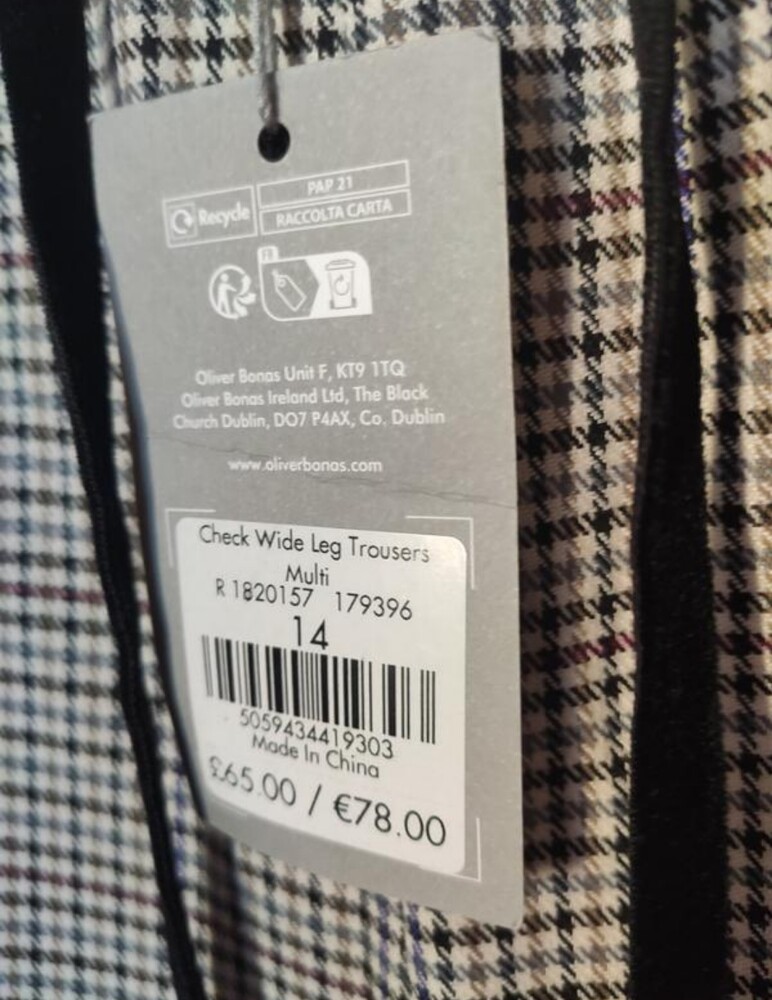 Recycle
PAP 21
RACCOLTA CARTA
FR
Oliver Bonas Unit F, KT9 1TQ
Oliver Bonas Ireland Ltd, The Black
Church Dublin, DO7 P4AX, Co. Dublin
www.oliverbonas.com
Check Wide Leg Trousers
Multi
R 1820157 179396
14
5059434419303
Made In China
£65.00 / €78.00